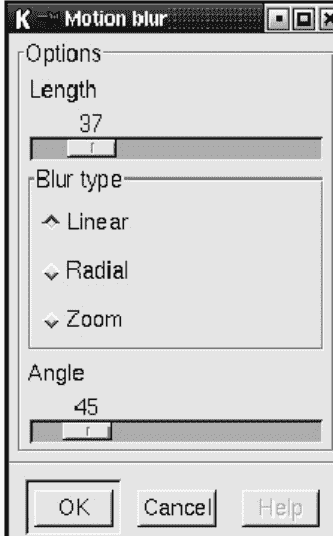 K Motion blur
Options
Length
37
Blur type
Linear
Radial
Zoom
Angle
45
OK Cancel Help